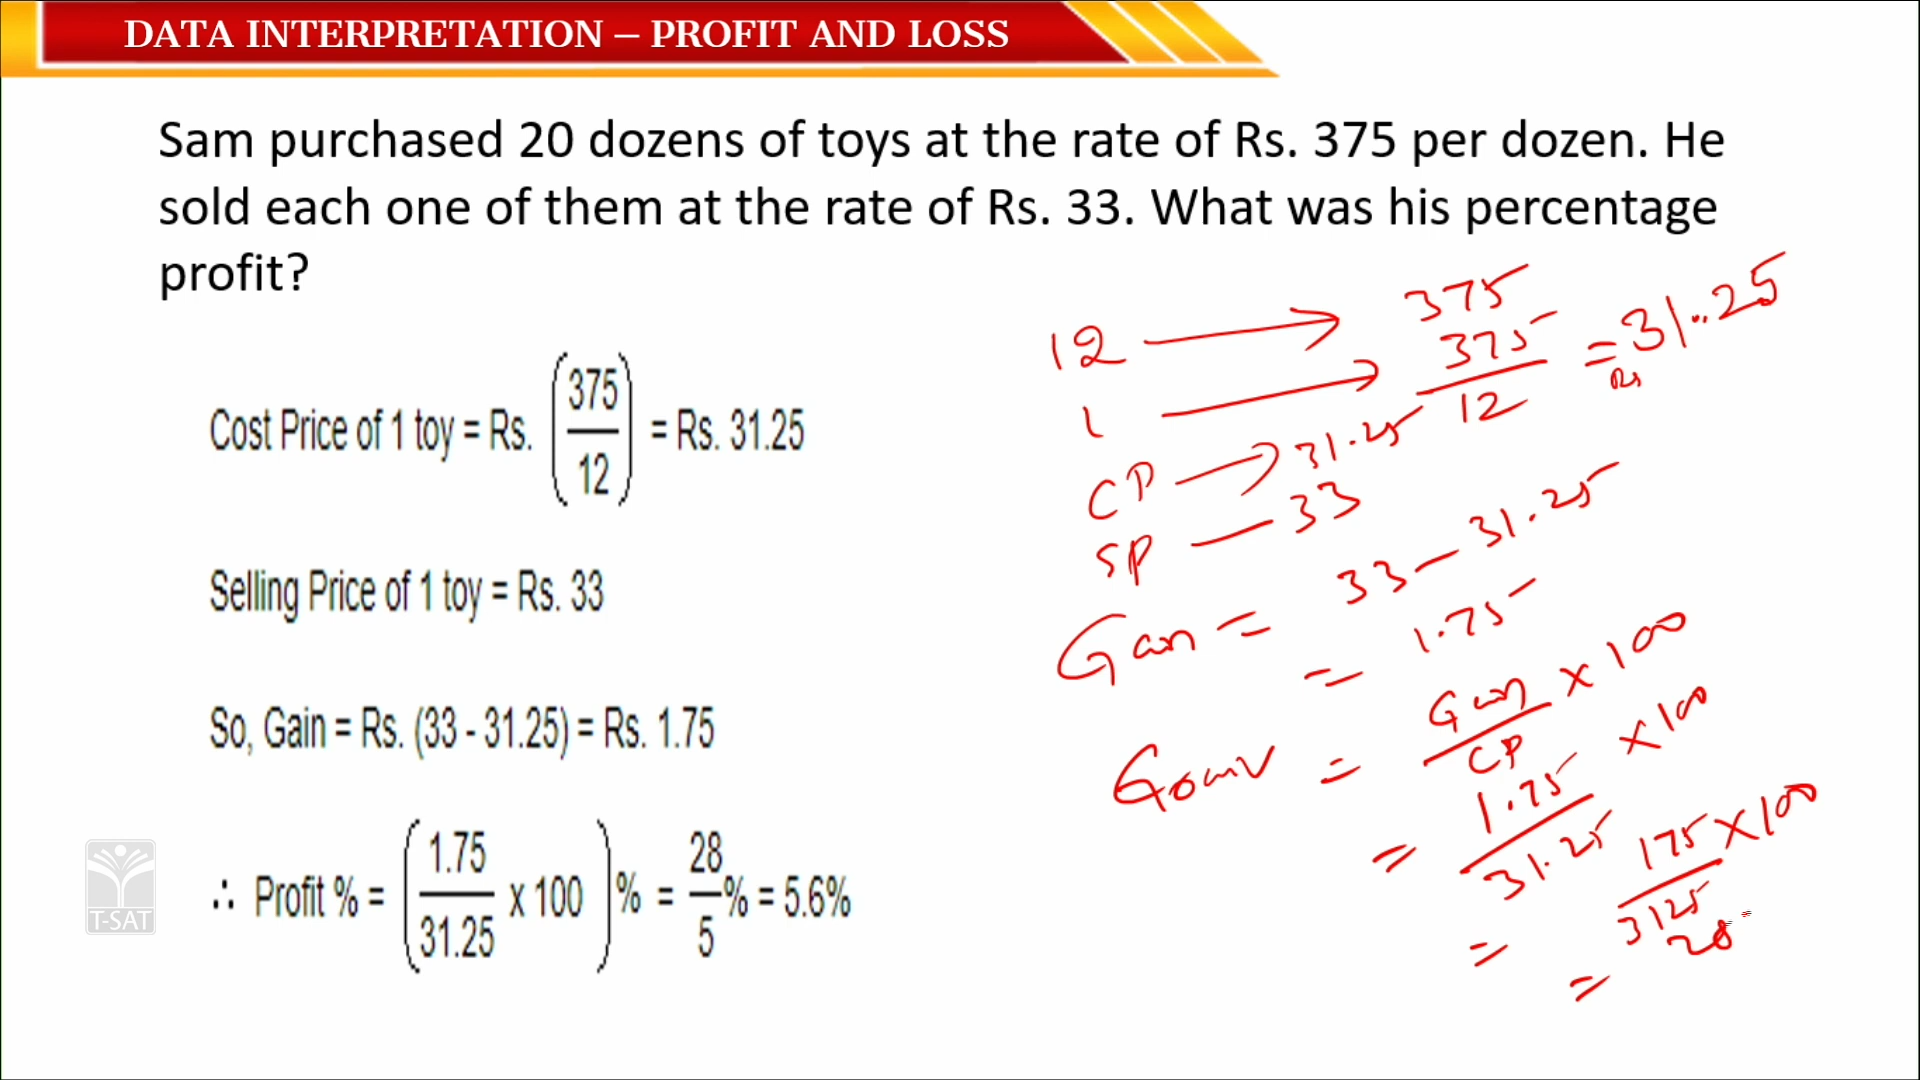 DATA INTERPRETATION – PROFIT AND LOSS
Sam purchased 20 dozens of toys at the rate of Rs. 375 per dozen. He
sold each one of them at the rate of Rs. 33. What was his percentage
profit?
Cost Price of 1 toy = Rs. (375/12) = Rs. 31.25
Selling Price of 1 toy = Rs. 33
So, Gain = Rs. (33 - 31.25) = Rs. 1.75
∴ Profit % = (1.75/31.25 x 100)% = 28/5% = 5.6%
T-SAT
12 → 375
1 → 375/12 = Rs 31.25
CP → 31.25
SP — 33
Gain = 33 – 31.25
= 1.75
= Gain/CP × 100
= 1.75/31.25 × 100
= 175 × 100/3125
= 28